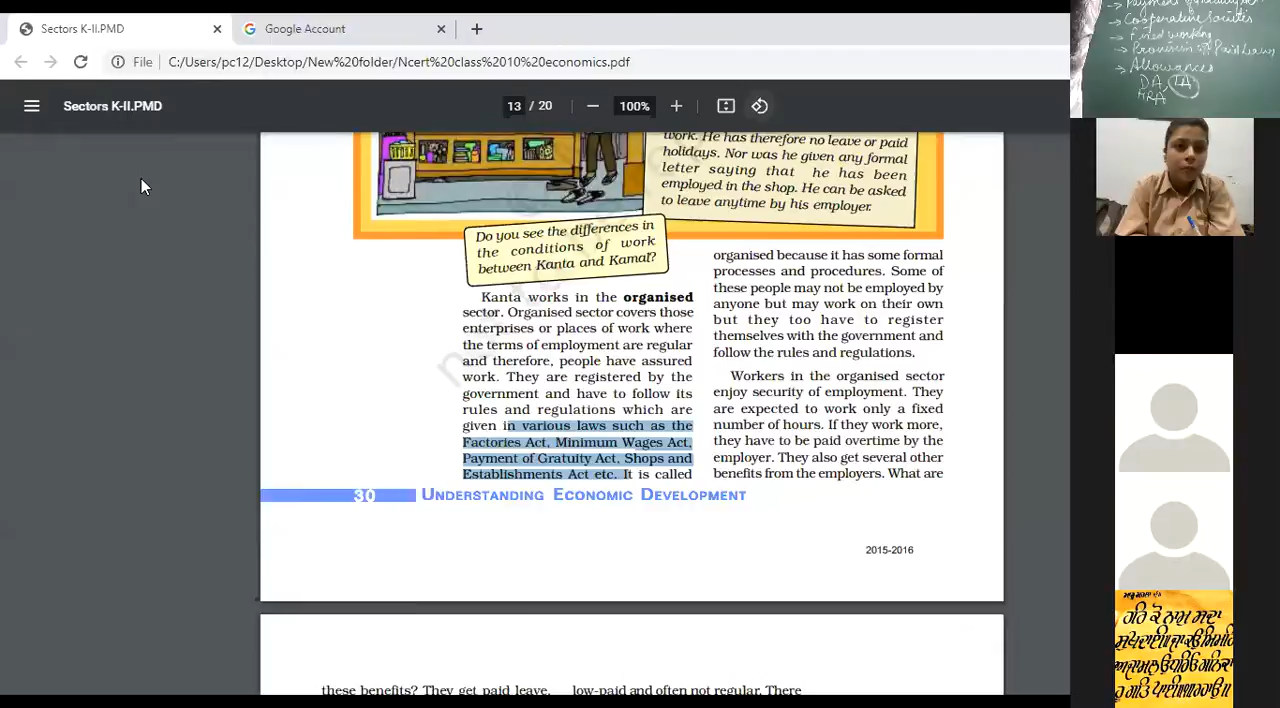 Sectors K-II.PMD
Google Account
File
C:/Users/pc12/Desktop/New%20folder/Ncert%20class%2010%20economics.pdf
Sectors K-II.PMD
13 / 20
100%
work. He has therefore no leave or paid
holidays. Nor was he given any formal
letter saying that he has been
employed in the shop. He can be asked
to leave anytime by his employer.
Do you see the differences in
the conditions of work
between Kanta and Kamal?
Kanta works in the organised
sector. Organised sector covers those
enterprises or places of work where
the terms of employment are regular
and therefore, people have assured
work. They are registered by the
government and have to follow its
rules and regulations which are
given in various laws such as the
Factories Act, Minimum Wages Act,
Payment of Gratuity Act, Shops and
Establishments Act etc. It is called
organised because it has some formal
processes and procedures. Some of
these people may not be employed by
anyone but may work on their own
but they too have to register
themselves with the government and
follow the rules and regulations.
Workers in the organised sector
enjoy security of employment. They
are expected to work only a fixed
number of hours. If they work more,
they have to be paid overtime by the
employer. They also get several other
benefits from the employers. What are
30
UNDERSTANDING ECONOMIC DEVELOPMENT
2015-2016
these benefits? They get paid leave,
low-paid and often not regular. There
→ Cooperative Societies
→ Fixed working
→ Provision of Paid Leaves
→ Allowances
DA, TA
HRA
ਹਰਿ ਕੋ ਨਾਮੁ ਸਦਾ